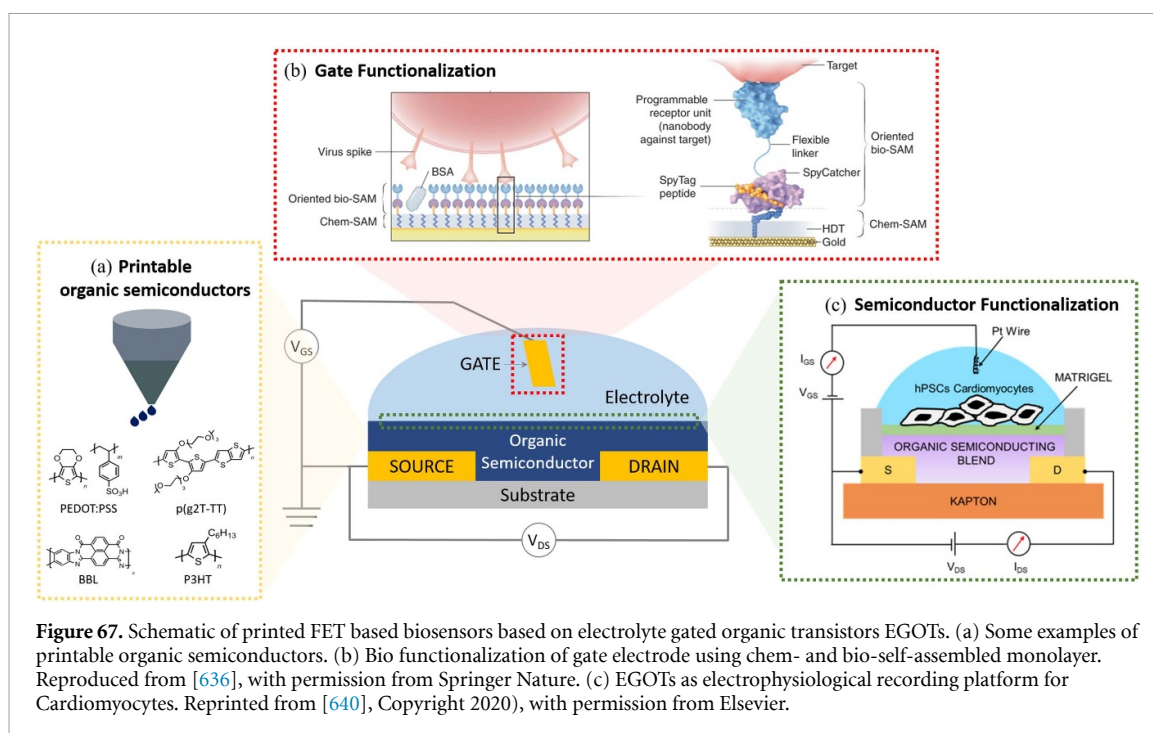 (b) Gate Functionalization
Virus spike
BSA
Oriented bio-SAM
Chem-SAM
Target
Programmable
receptor unit
(nanobody
against target)
Flexible
linker
Oriented
bio-SAM
SpyTag
peptide
SpyCatcher
HDT
Gold
Chem-SAM
(a) Printable
organic semiconductors
PEDOT:PSS
p(g2T-TT)
BBL
C6H13
P3HT
SO3H
O
S
n
m
3
VGS
GATE
Electrolyte
Organic
Semiconductor
SOURCE
DRAIN
Substrate
VDS
(c) Semiconductor Functionalization
Pt Wire
IGS
VGS
hPSCs Cardiomyocytes
MATRIGEL
ORGANIC SEMICONDUCTING
BLEND
S
D
KAPTON
VDS
IDS
Figure 67. Schematic of printed FET based biosensors based on electrolyte gated organic transistors EGOTs. (a) Some examples of
printable organic semiconductors. (b) Bio functionalization of gate electrode using chem- and bio-self-assembled monolayer.
Reproduced from [636], with permission from Springer Nature. (c) EGOTs as electrophysiological recording platform for
Cardiomyocytes. Reprinted from [640], Copyright 2020), with permission from Elsevier.